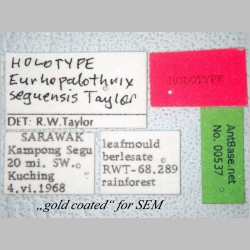 HOLOTYPE
Eurhopalothrix
seguensis Taylor
DET: R.W.Taylor
HOLOTYPE
SARAWAK
Kampong Segu
20 mi. SW.
Kuching
4.vi.1968
leafmould
berlesate
RWT-68.289
rainforest
AntBase.net
No. 00537
„gold coated“ for SEM